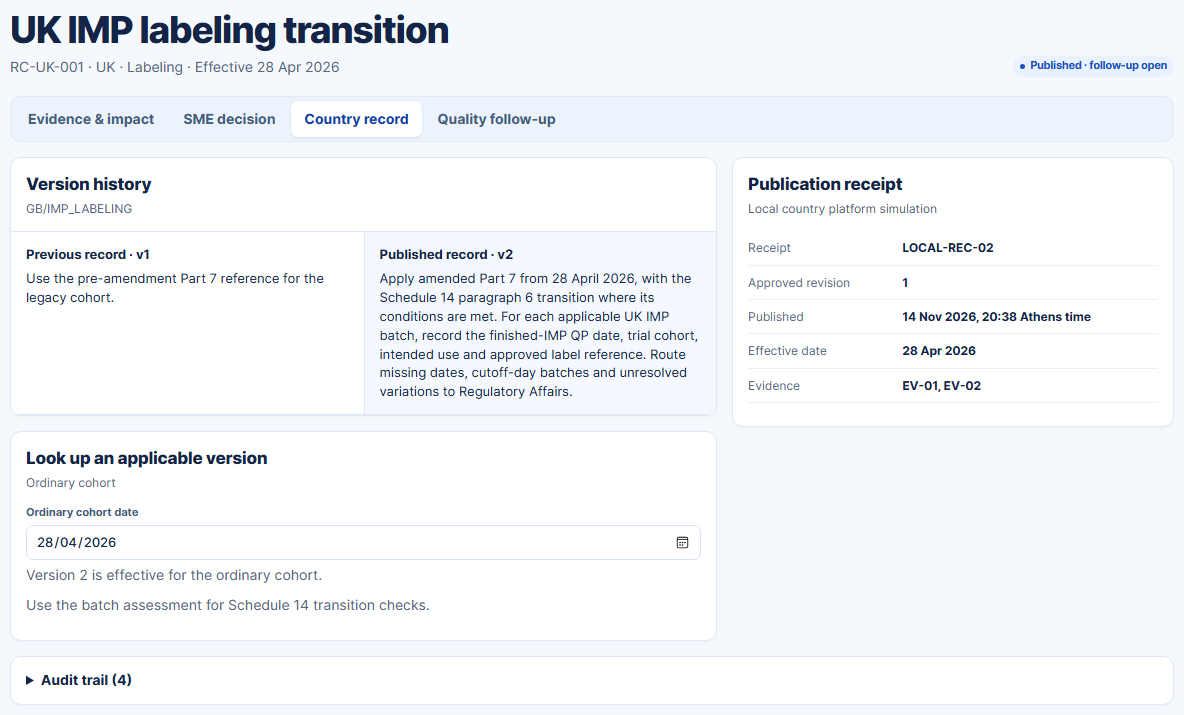 UK IMP labeling transition
RC-UK-001 · UK · Labeling · Effective 28 Apr 2026
Published · follow-up open
Evidence & impact
SME decision
Country record
Quality follow-up
Version history
GB/IMP_LABELING
Previous record · v1
Use the pre-amendment Part 7 reference for the
legacy cohort.
Published record · v2
Apply amended Part 7 from 28 April 2026, with the
Schedule 14 paragraph 6 transition where its
conditions are met. For each applicable UK IMP
batch, record the finished-IMP QP date, trial cohort,
intended use and approved label reference. Route
missing dates, cutoff-day batches and unresolved
variations to Regulatory Affairs.
Publication receipt
Local country platform simulation
Receipt LOCAL-REC-02
Approved revision 1
Published 14 Nov 2026, 20:38 Athens time
Effective date 28 Apr 2026
Evidence EV-01, EV-02
Look up an applicable version
Ordinary cohort
Ordinary cohort date
28/04/2026
Version 2 is effective for the ordinary cohort.
Use the batch assessment for Schedule 14 transition checks.
Audit trail (4)